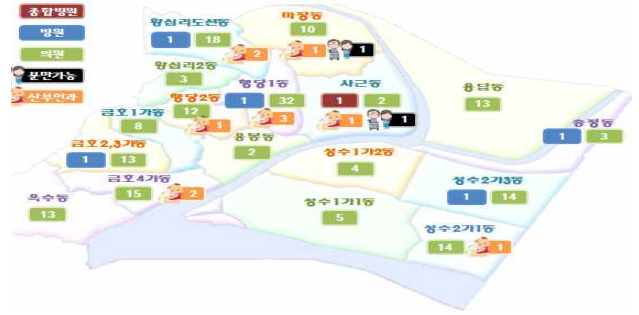 종합병원
병원
의원
분만가능
산부인과
왕십리도선동
1 18
2
마장동
10
1 1
왕십리2동
3
행당1동
1 32
3
사근동
1 2
1 1
용답동
13
송정동
1 3
행당2동
12
1
금호1가동
8
금호2,3가동
1 13
응봉동
2
성수1가2동
4
금호4가동
15 2
옥수동
13
성수1가1동
5
성수2가3동
1 14
성수2가1동
14 1